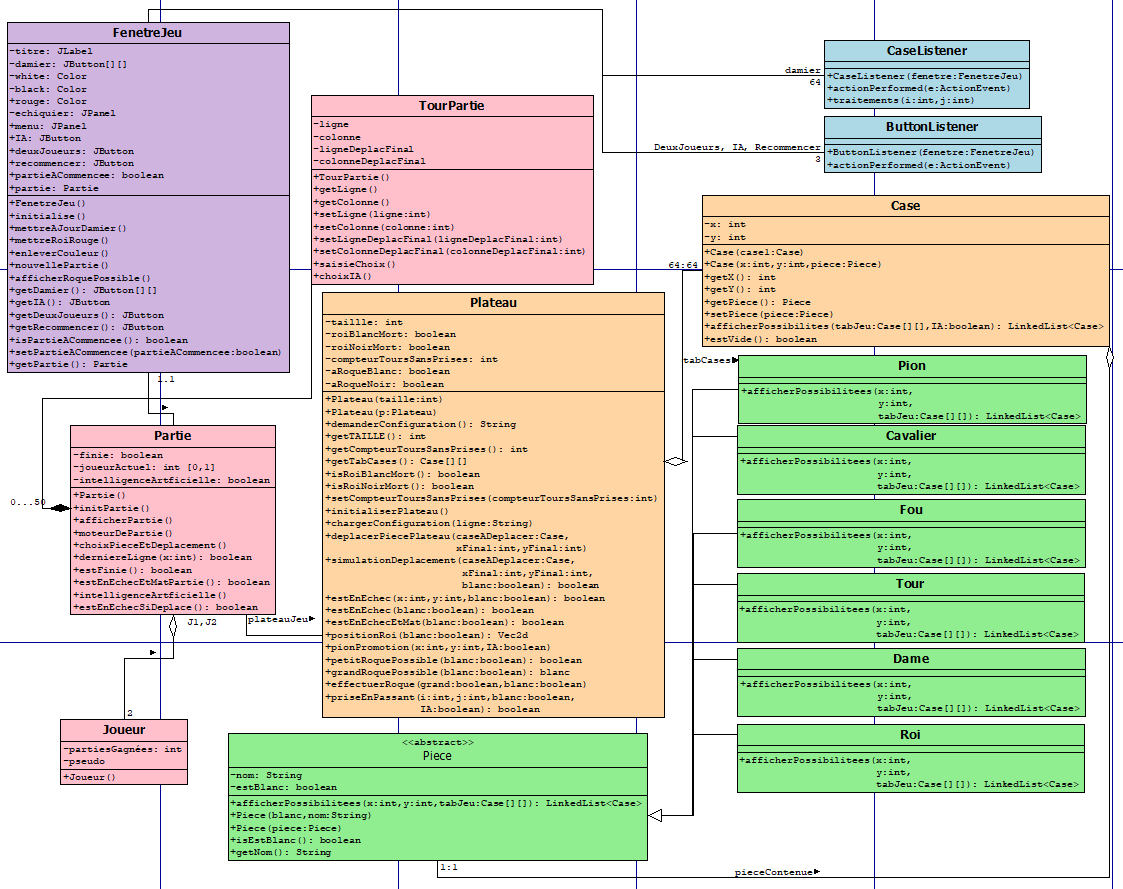 FenetreJeu
-titre: JLabel
-damier: JButton[][]
-white: Color
-black: Color
+rouge: Color
-echiquier: JPanel
+menu: JPanel
+IA: JButton
+deuxJoueurs: JButton
+recommencer: JButton
+partieACommencee: boolean
+partie: Partie
+FenetreJeu()
+initialise()
+mettreAJourDamier()
+mettreRoiRouge()
+enleverCouleur()
+nouvellePartie()
+afficherRoquePossible()
+getDamier(): JButton[][]
+getIA(): JButton
+getDeuxJoueurs(): JButton
+getRecommencer(): JButton
+isPartieACommencee(): boolean
+setPartieACommencee(partieACommencee:boolean)
+getPartie(): Partie
1.1
TourPartie
-ligne
-colonne
-ligneDeplacFinal
-colonneDeplacFinal
+TourPartie()
+getLigne()
+getColonne()
+setLigne(ligne:int)
+setColonne(colonne:int)
+setLigneDeplacFinal(ligneDeplacFinal:int)
+setColonneDeplacFinal(colonneDeplacFinal:int)
+saisieChoix()
+choixIA()
damier
64
CaseListener
+CaseListener(fenetre:FenetreJeu)
+actionPerformed(e:ActionEvent)
+traitements(i:int,j:int)
DeuxJoueurs, IA, Recommencer
3
ButtonListener
+ButtonListener(fenetre:FenetreJeu)
+actionPerformed(e:ActionEvent)
Case
-x: int
-y: int
+Case(case1:Case)
+Case(x:int,y:int,piece:Piece)
+getX(): int
+getY(): int
+getPiece(): Piece
+setPiece(piece:Piece)
+afficherPossibilites(tabJeu:Case[][],IA:boolean): LinkedList<Case>
+estVide(): boolean
64:64
tabCases
Plateau
-taillle: int
-roiBlancMort: boolean
-roiNoirMort: boolean
-compteurToursSansPrises: int
-aRoqueBlanc: boolean
-aRoqueNoir: boolean
+Plateau(taille:int)
+Plateau(p:Plateau)
+demanderConfiguration(): String
+getTAILLE(): int
+getCompteurToursSansPrises(): int
+getTabCases(): Case[][]
+isRoiBlancMort(): boolean
+isRoiNoirMort(): boolean
+setCompteurToursSansPrises(compteurToursSansPrises:int)
+initialiserPlateau()
+chargerConfiguration(ligne:String)
+deplacerPiecePlateau(caseADeplacer:Case,
xFinal:int,yFinal:int)
+simulationDeplacement(caseADeplacer:Case,
xFinal:int,yFinal:int,
blanc:boolean): boolean
+estEnEchec(x:int,y:int,blanc:boolean): boolean
+estEnEchec(blanc:boolean): boolean
+estEnEchecEtMat(blanc:boolean): boolean
+positionRoi(blanc:boolean): Vec2d
+pionPromotion(x:int,y:int,IA:boolean)
+petitRoquePossible(blanc:boolean): boolean
+grandRoquePossible(blanc:boolean): blanc
+effectuerRoque(grand:boolean,blanc:boolean)
+priseEnPassant(i:int,j:int,blanc:boolean,
IA:boolean): boolean
Partie
-finie: boolean
-joueurActuel: int [0,1]
-intelligenceArtficielle: boolean
+Partie()
+initPartie()
+afficherPartie()
+moteurDePartie()
+choixPieceEtDeplacement()
+derniereLigne(x:int): boolean
+estFinie(): boolean
+estEnEchecEtMatPartie(): boolean
+intelligenceArtficielle()
+estEnEchecSiDeplace(): boolean
0...50
J1,J2
plateauJeu
2
Joueur
-partiesGagnées: int
-pseudo
+Joueur()
Pion
+afficherPossibilitees(x:int,
y:int,
tabJeu:Case[][]): LinkedList<Case>
Cavalier
+afficherPossibilitees(x:int,
y:int,
tabJeu:Case[][]): LinkedList<Case>
Fou
+afficherPossibilitees(x:int,
y:int,
tabJeu:Case[][]): LinkedList<Case>
Tour
+afficherPossibilitees(x:int,
y:int,
tabJeu:Case[][]): LinkedList<Case>
Dame
+afficherPossibilitees(x:int,
y:int,
tabJeu:Case[][]): LinkedList<Case>
Roi
+afficherPossibilitees(x:int,
y:int,
tabJeu:Case[][]): LinkedList<Case>
<<abstract>>
Piece
-nom: String
-estBlanc: boolean
+afficherPossibilitees(x:int,y:int,tabJeu:Case[][]): LinkedList<Case>
+Piece(blanc,nom:String)
+Piece(piece:Piece)
+isEstBlanc(): boolean
+getNom(): String
1:1
pieceContenue